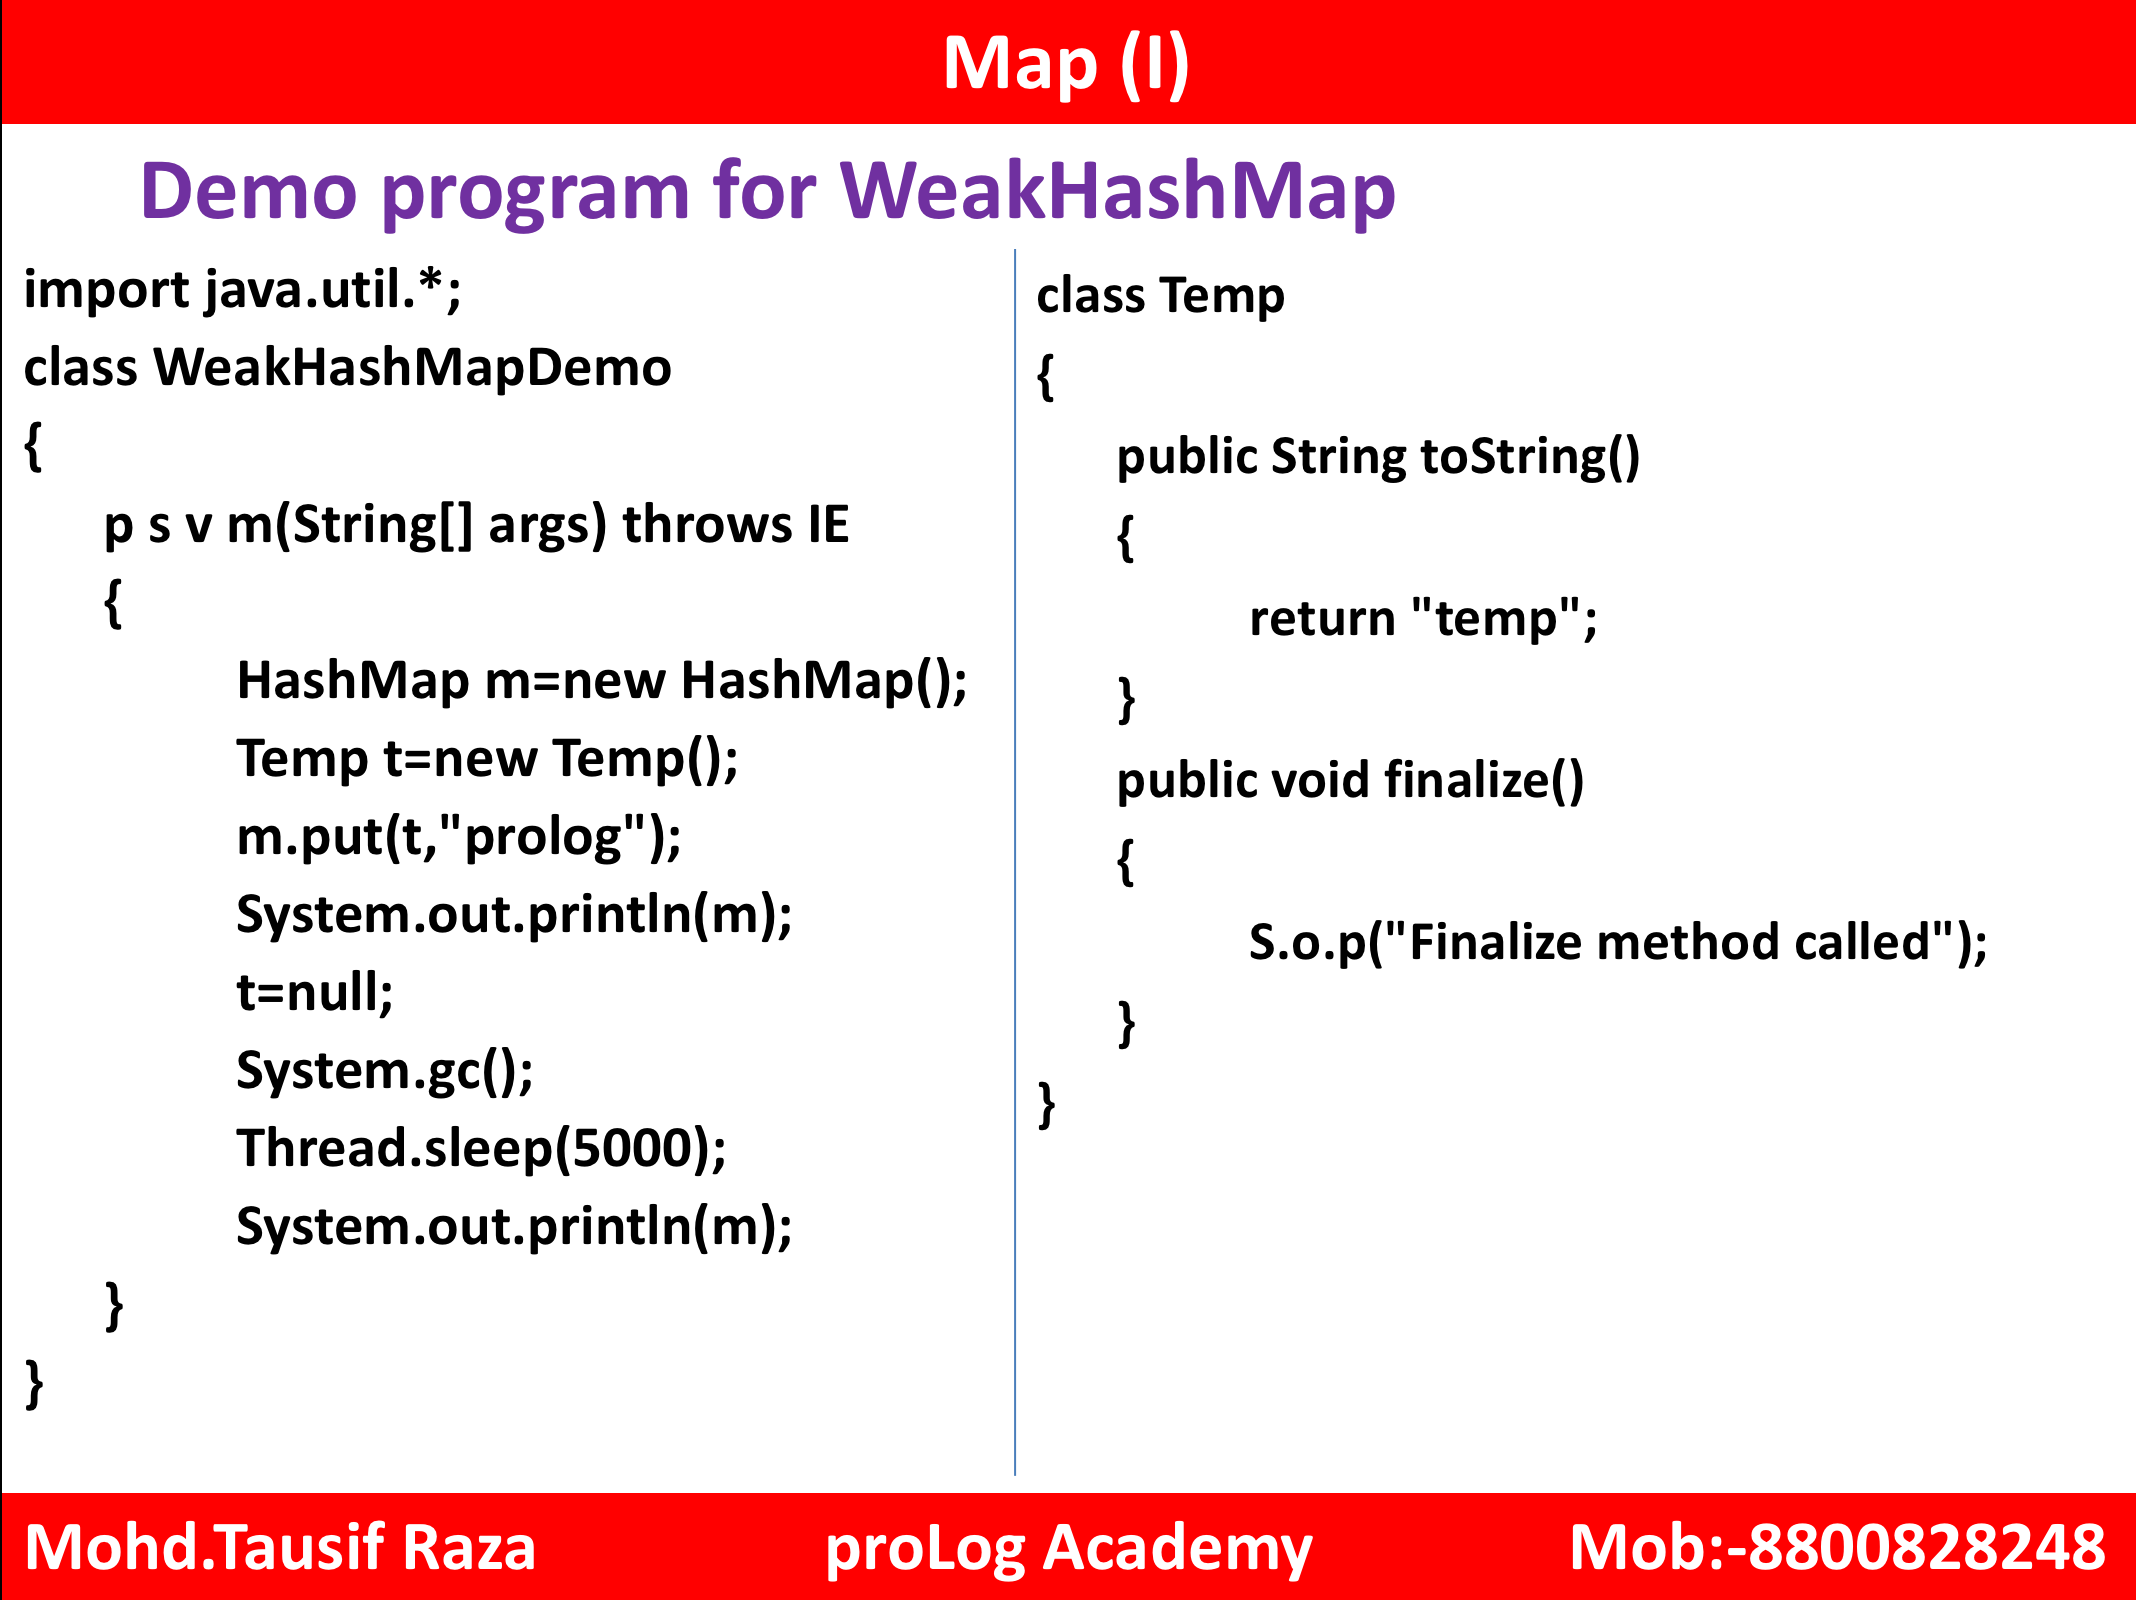 Map (I)
Demo program for WeakHashMap
import java.util.*;
class WeakHashMapDemo
{
p s v m(String[] args) throws IE
{
HashMap m=new HashMap();
Temp t=new Temp();
m.put(t,"prolog");
System.out.println(m);
t=null;
System.gc();
Thread.sleep(5000);
System.out.println(m);
}
}
class Temp
{
public String toString()
{
return "temp";
}
public void finalize()
{
S.o.p("Finalize method called");
}
}
Mohd.Tausif Raza proLog Academy Mob:-8800828248